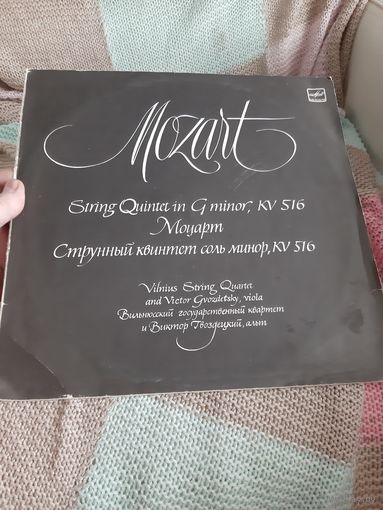 Mozart
String Quintet in G minor, KV 516
Моцарт
Струнный квинтет соль минор, KV 516
Vilnius String Quartet
and Victor Gvozdetsky, viola
Вильнюсский государственный квартет
и Виктор Гвоздецкий, альт